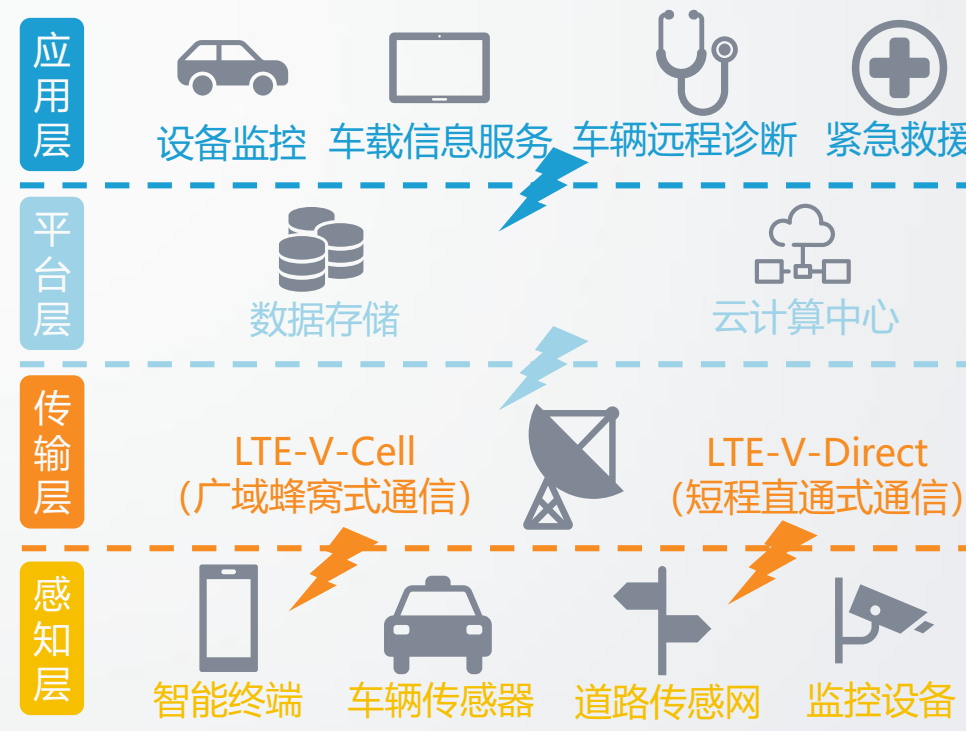 应用层
设备监控 车载信息服务 车辆远程诊断 紧急救援
平台层
数据存储 云计算中心
传输层
LTE-V-Cell LTE-V-Direct
（广域蜂窝式通信） （短程直通式通信）
感知层
智能终端 车辆传感器 道路传感网 监控设备